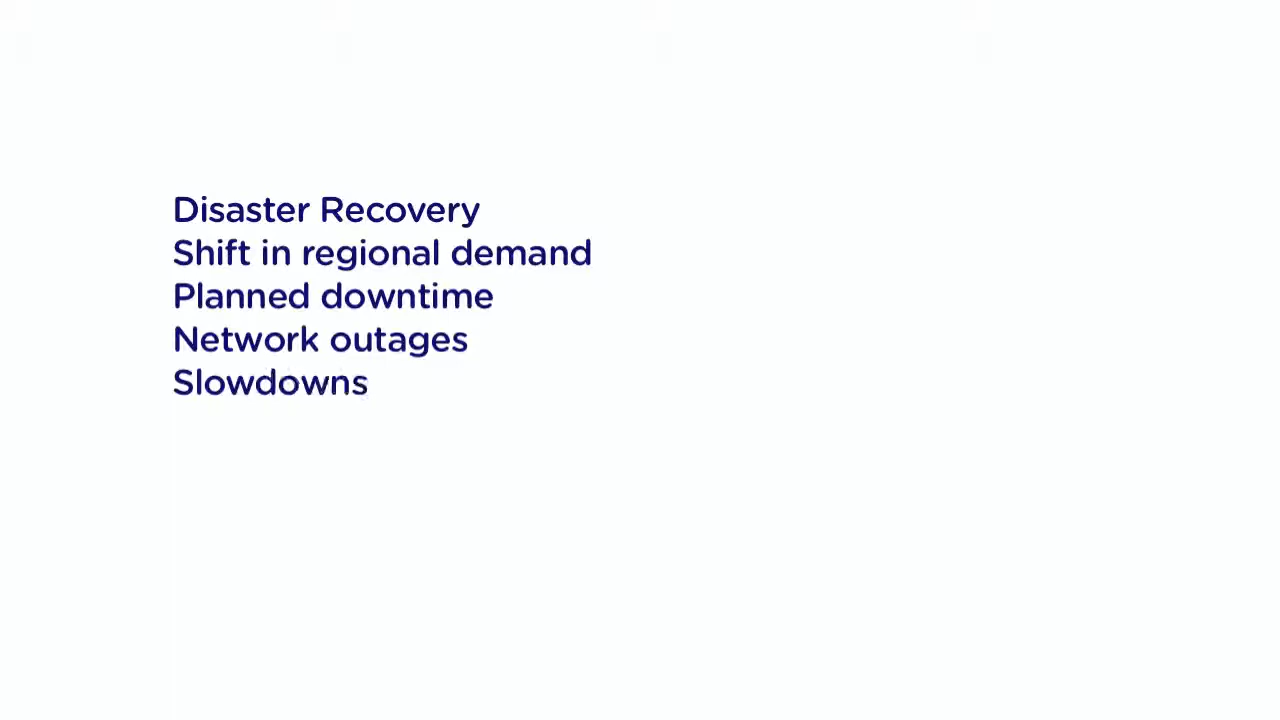 Disaster Recovery
Shift in regional demand
Planned downtime
Network outages
Slowdowns